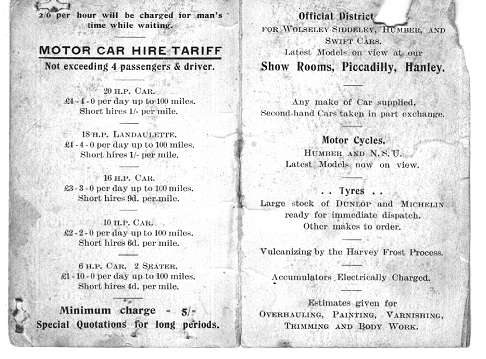 2/6 per hour will be charged for man's
time while waiting.
MOTOR CAR HIRE TARIFF
Not exceeding 4 passengers & driver.
20 H.P. CAR.
£4 - 4 - 0 per day up to 100 miles.
Short hires 1/- per mile.
18 H.P. LANDAULETTE.
£4 - 4 - 0 per day up to 100 miles.
Short hires 1/- per mile.
16 H.P. CAR.
£3 - 3 - 0 per day up to 100 miles.
Short hires 9d. per mile.
10 H.P. CAR.
£2 - 2 - 0 per day up to 100 miles.
Short hires 6d. per mile.
6 H.P. CAR, 2 SEATER.
£1 - 10 - 0 per day up to 100 miles.
Short hires 4d. per mile.
Minimum charge - 5/-
Special Quotations for long periods.
Official District
FOR WOLSELEY SIDDELEY, HUMBER, AND
SWIFT CARS.
Latest Models on view at our
Show Rooms, Piccadilly, Hanley.
Any make of Car supplied,
Second-hand Cars taken in part exchange.
Motor Cycles.
HUMBER AND N.S.U.
Latest Models now on view.
. . Tyres . .
Large stock of DUNLOP and MICHELIN
ready for immediate dispatch.
Other makes to order.
Vulcanizing by the Harvey Frost Process.
Accumulators Electrically Charged.
Estimates given for
OVERHAULING, PAINTING, VARNISHING,
TRIMMING AND BODY WORK.